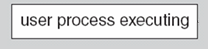 user process executing